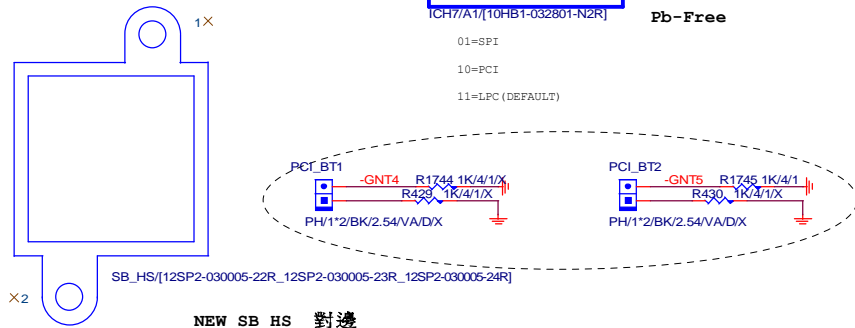 ICH7/A1/[10HB1-032801-N2R]
Pb-Free
1
01=SPI
10=PCI
11=LPC(DEFAULT)
PCI_BT1
-GNT4 R1744 1K/4/1/X
R429 1K/4/1/X
PH/1*2/BK/2.54/VA/D/X
PCI_BT2
-GNT5 R1745 1K/4/1
R430 1K/4/1/X
PH/1*2/BK/2.54/VA/D/X
SB_HS/[12SP2-030005-22R_12SP2-030005-23R_12SP2-030005-24R]
2
NEW SB HS 對邊